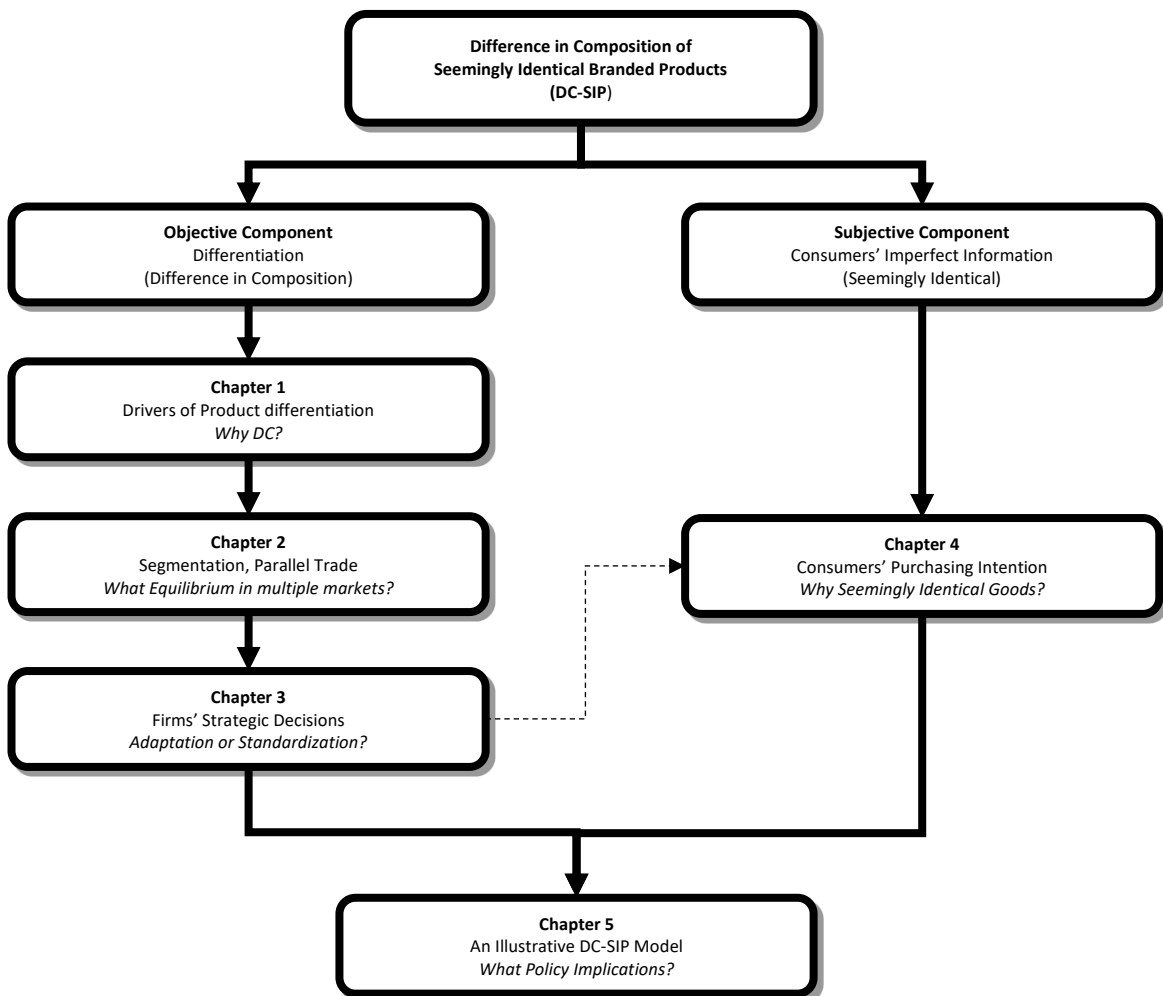 Difference in Composition of
Seemingly Identical Branded Products
(DC-SIP)
Objective Component
Differentiation
(Difference in Composition)
Subjective Component
Consumers’ Imperfect Information
(Seemingly Identical)
Chapter 1
Drivers of Product differentiation
Why DC?
Chapter 2
Segmentation, Parallel Trade
What Equilibrium in multiple markets?
Chapter 4
Consumers’ Purchasing Intention
Why Seemingly Identical Goods?
Chapter 3
Firms’ Strategic Decisions
Adaptation or Standardization?
Chapter 5
An Illustrative DC-SIP Model
What Policy Implications?